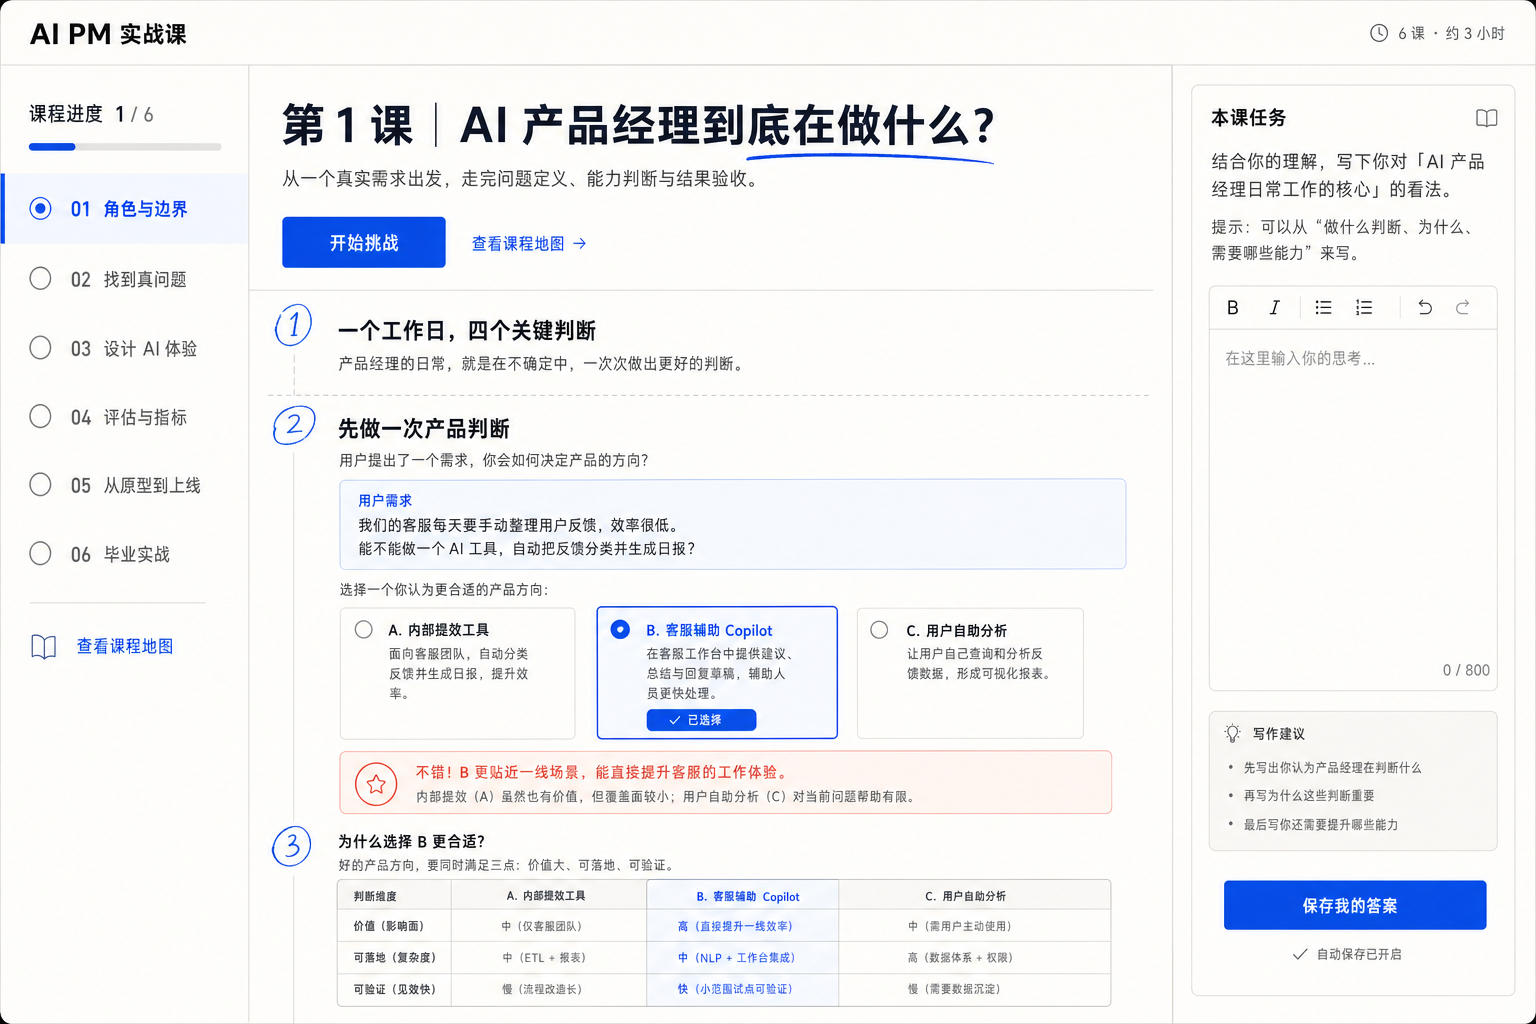 AI PM 实战课
6 课 · 约 3 小时
课程进度 1 / 6
01 角色与边界
02 找到真问题
03 设计 AI 体验
04 评估与指标
05 从原型到上线
06 毕业实战
查看课程地图
第 1 课｜AI 产品经理到底在做什么？
从一个真实需求出发，走完问题定义、能力判断与结果验收。
开始挑战
查看课程地图 →
1
一个工作日，四个关键判断
产品经理的日常，就是在不确定中，一次次做出更好的判断。
2
先做一次产品判断
用户提出了一个需求，你会如何决定产品的方向？
用户需求
我们的客服每天要手动整理用户反馈，效率很低。
能不能做一个 AI 工具，自动把反馈分类并生成日报？
选择一个你认为更合适的产品方向：
A. 内部提效工具
面向客服团队，自动分类
反馈并生成日报，提升效
率。
B. 客服辅助 Copilot
在客服工作台中提供建议、
总结与回复草稿，辅助人
员更快处理。
✓ 已选择
C. 用户自助分析
让用户自己查询和分析反
馈数据，形成可视化报表。
不错！B 更贴近一线场景，能直接提升客服的工作体验。
内部提效（A）虽然也有价值，但覆盖面较小；用户自助分析（C）对当前问题帮助有限。
3
为什么选择 B 更合适？
好的产品方向，要同时满足三点：价值大、可落地、可验证。
判断维度 A. 内部提效工具 B. 客服辅助 Copilot C. 用户自助分析
价值（影响面） 中（仅客服团队） 高（直接提升一线效率） 中（需用户主动使用）
可落地（复杂度） 中（ETL + 报表） 中（NLP + 工作台集成） 高（数据体系 + 权限）
可验证（见效快） 慢（流程改造长） 快（小范围试点可验证） 慢（需要数据沉淀）
本课任务
结合你的理解，写下你对「AI 产品
经理日常工作的核心」的看法。
提示：可以从“做什么判断、为什么、
需要哪些能力”来写。
B I
在这里输入你的思考...
0 / 800
写作建议
• 先写出你认为产品经理在判断什么
• 再写为什么这些判断重要
• 最后写你还需要提升哪些能力
保存我的答案
✓ 自动保存已开启